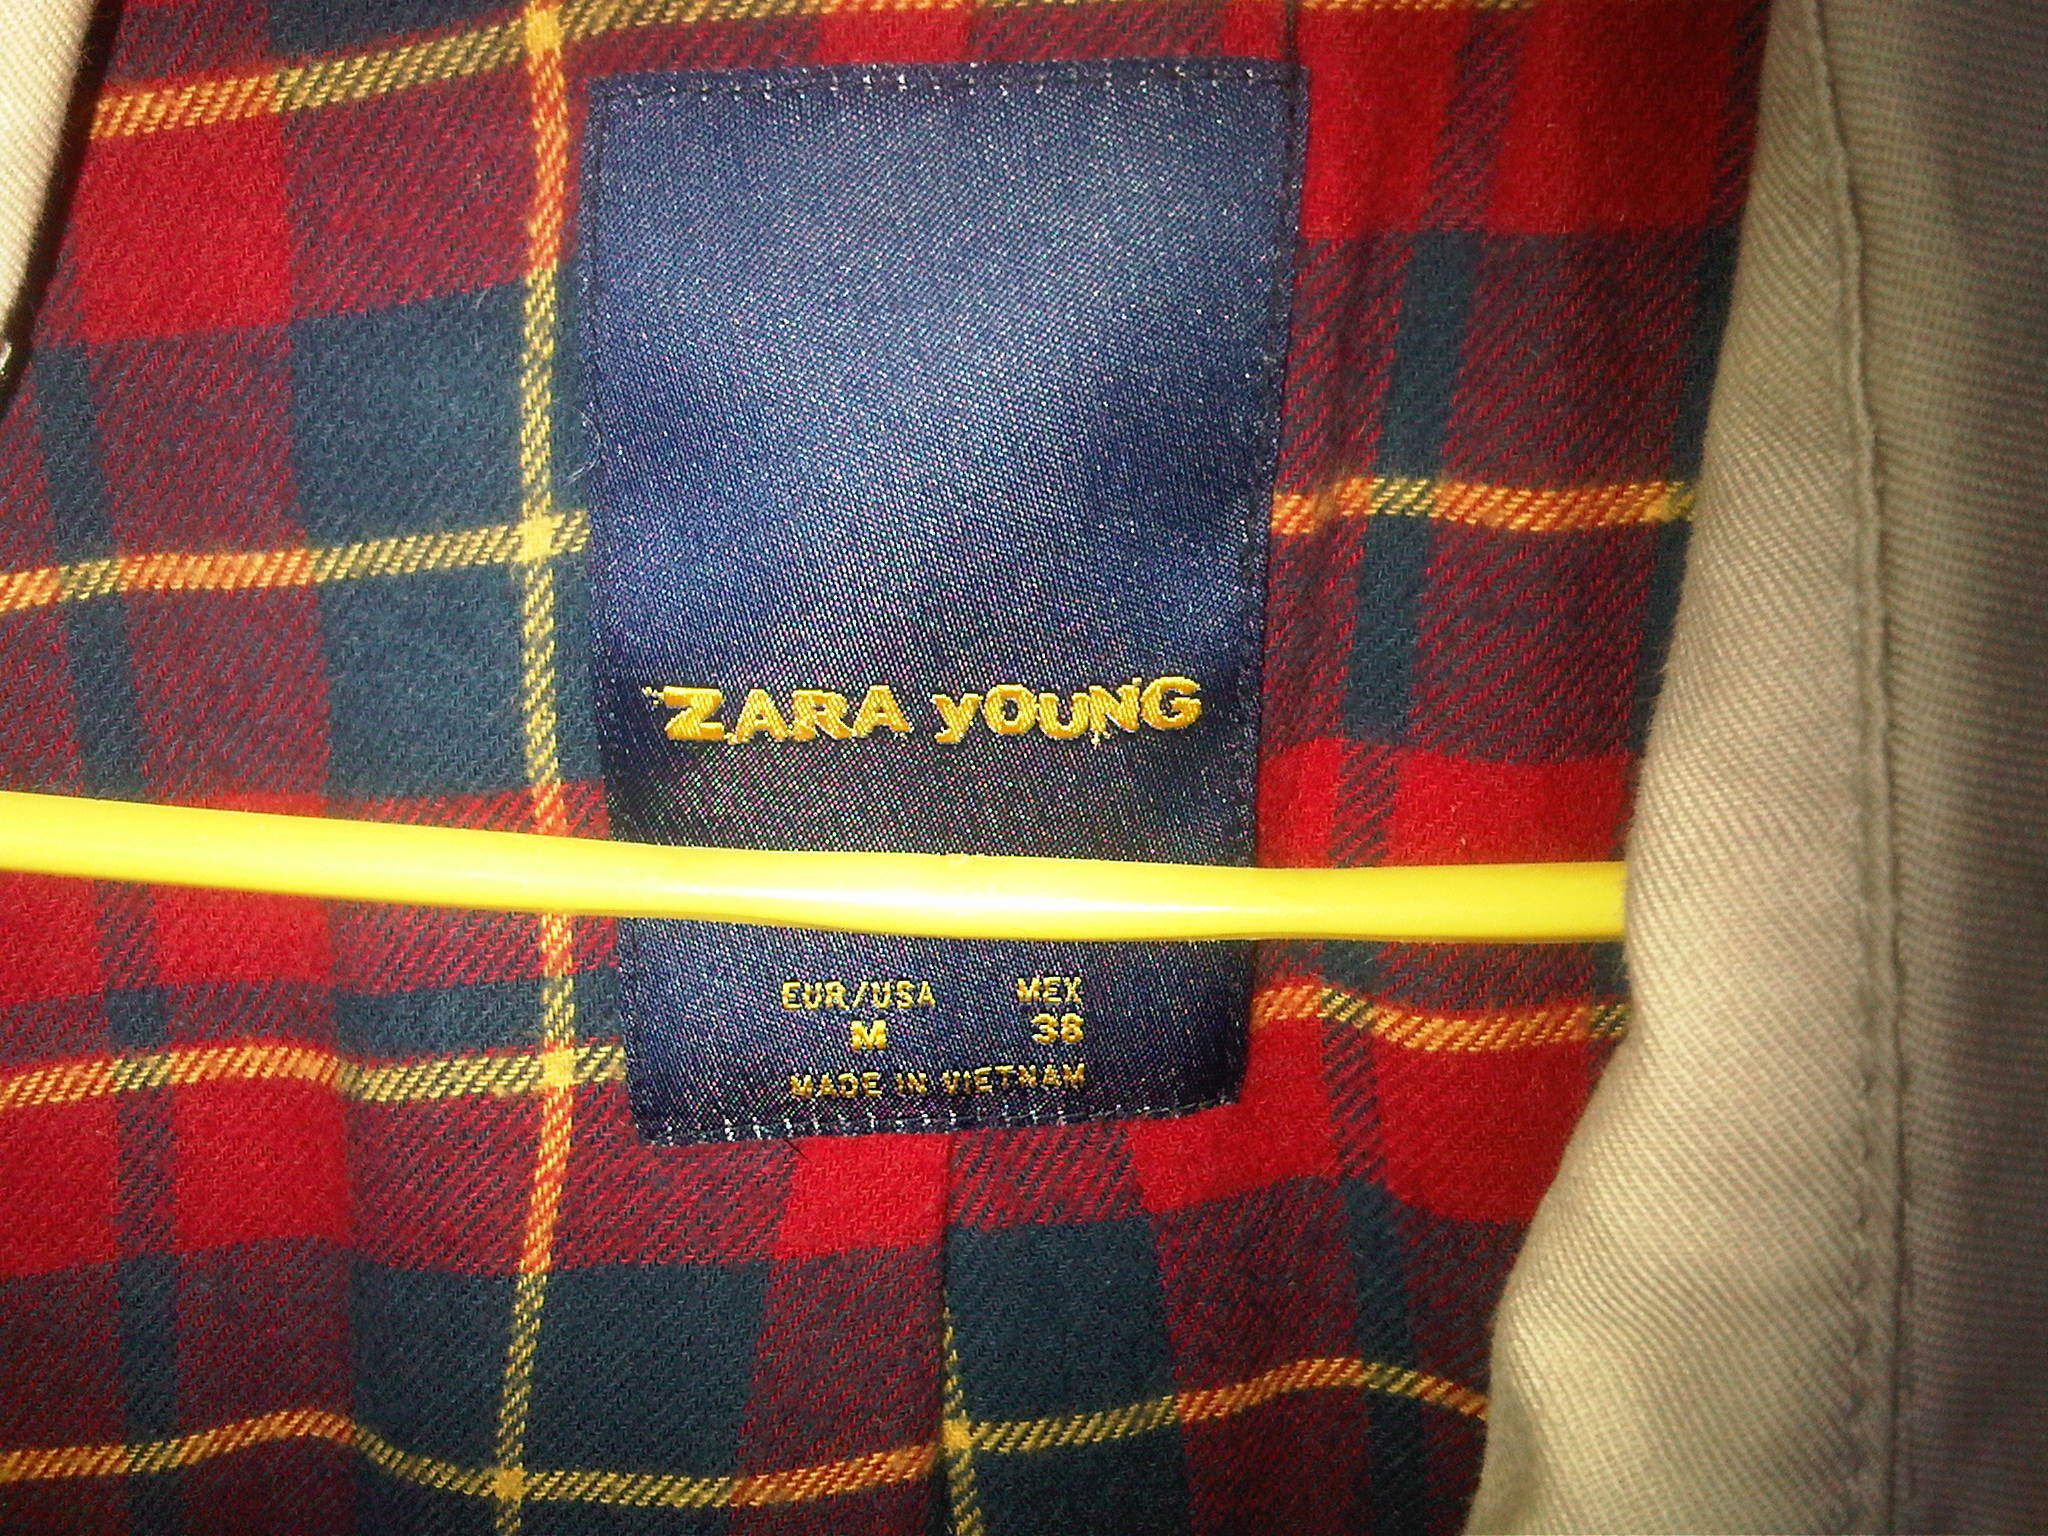 ZARA yOUNG
EUR/USA MEX
M 38
MADE IN VIETNAM